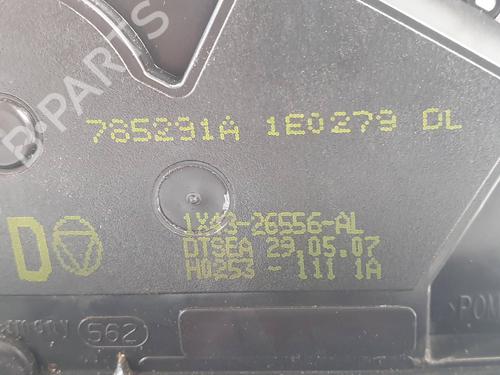 B-PARTS
785291A 1E0279 DL
1X43-26556-AL
DTSEA 29.05.07
H0253 - 111 1A
D
562